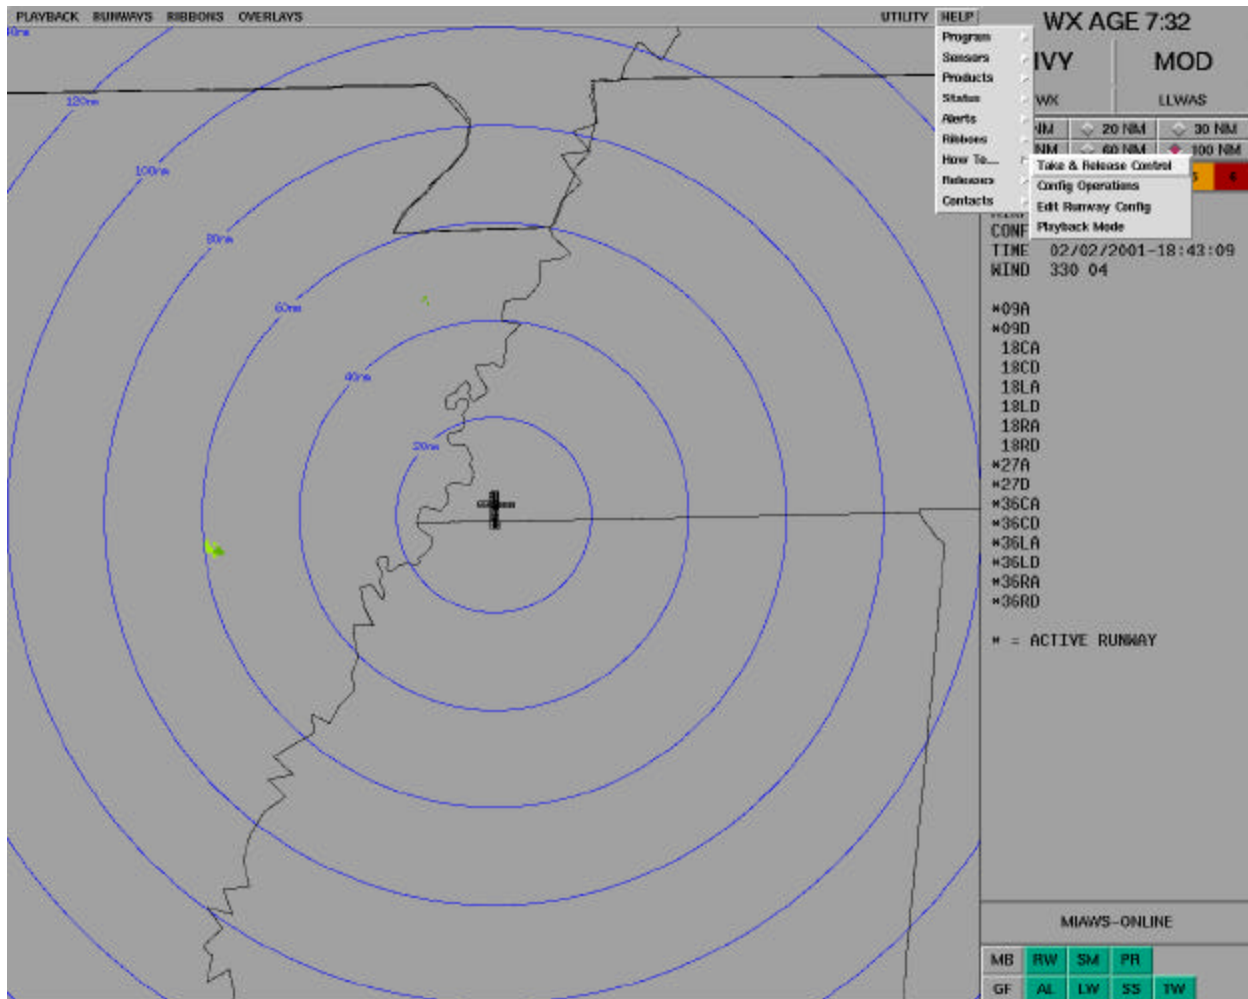 PLAYBACK RUNWAYS RIBBONS OVERLAYS UTILITY HELP
WX AGE 7:32
Program
Sensors
Products
Status
Alerts
Ribbons
How To...
Releases
Contacts
Take & Release Control
Config Operations
Edit Runway Config
Playback Mode
MOD
LLWAS
20 NM 30 NM
60 NM 100 NM
6
CONF
TIME 02/02/2001-18:43:09
WIND 330 04
*09A
*09D
18CA
18CD
18LA
18LD
18RA
18RD
*27A
*27D
*36CA
*36CD
*36LA
*36LD
*36RA
*36RD
* = ACTIVE RUNWAY
120nm
100nm
80nm
60nm
40nm
20nm
MIAWS-ONLINE
MB RW SM PR
GF AL LW SS TW